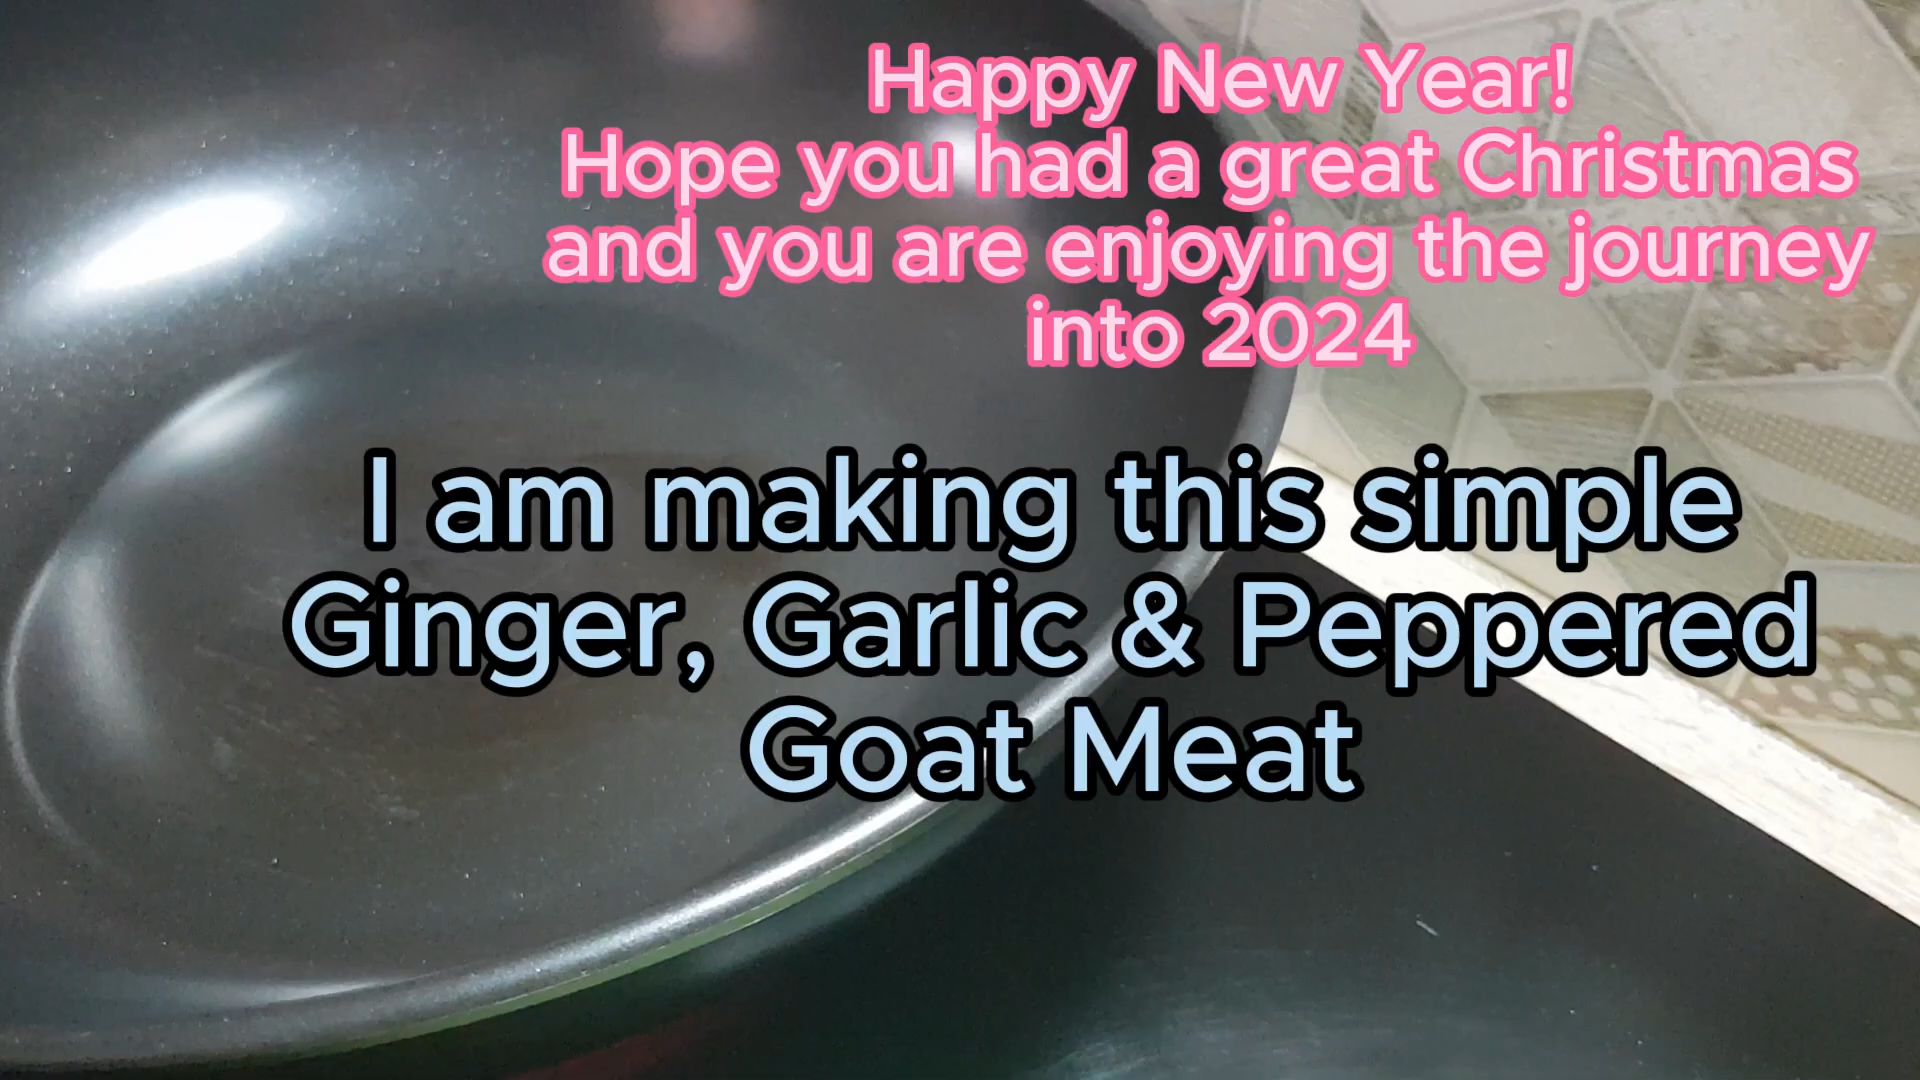 Happy New Year!
Hope you had a great Christmas
and you are enjoying the journey
into 2024
I am making this simple
Ginger, Garlic & Peppered
Goat Meat